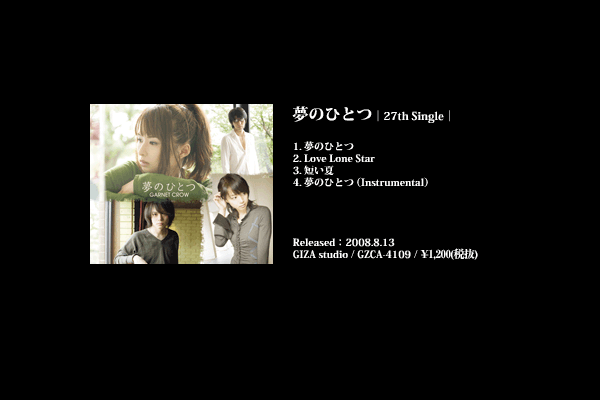 夢のひとつ | 27th Single |
1. 夢のひとつ
2. Love Lone Star
3. 短い夏
4. 夢のひとつ (Instrumental)
夢のひとつ
GARNET CROW
Released : 2008.8.13
GIZA studio / GZCA-4109 / ¥1,200(税抜)